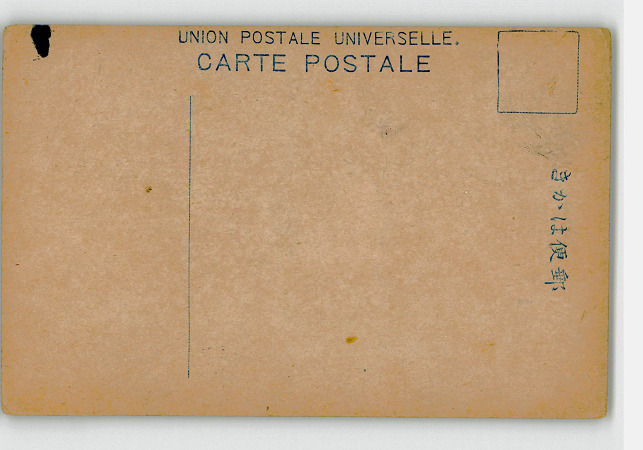 UNION POSTALE UNIVERSELLE.
CARTE POSTALE
郵便はかき